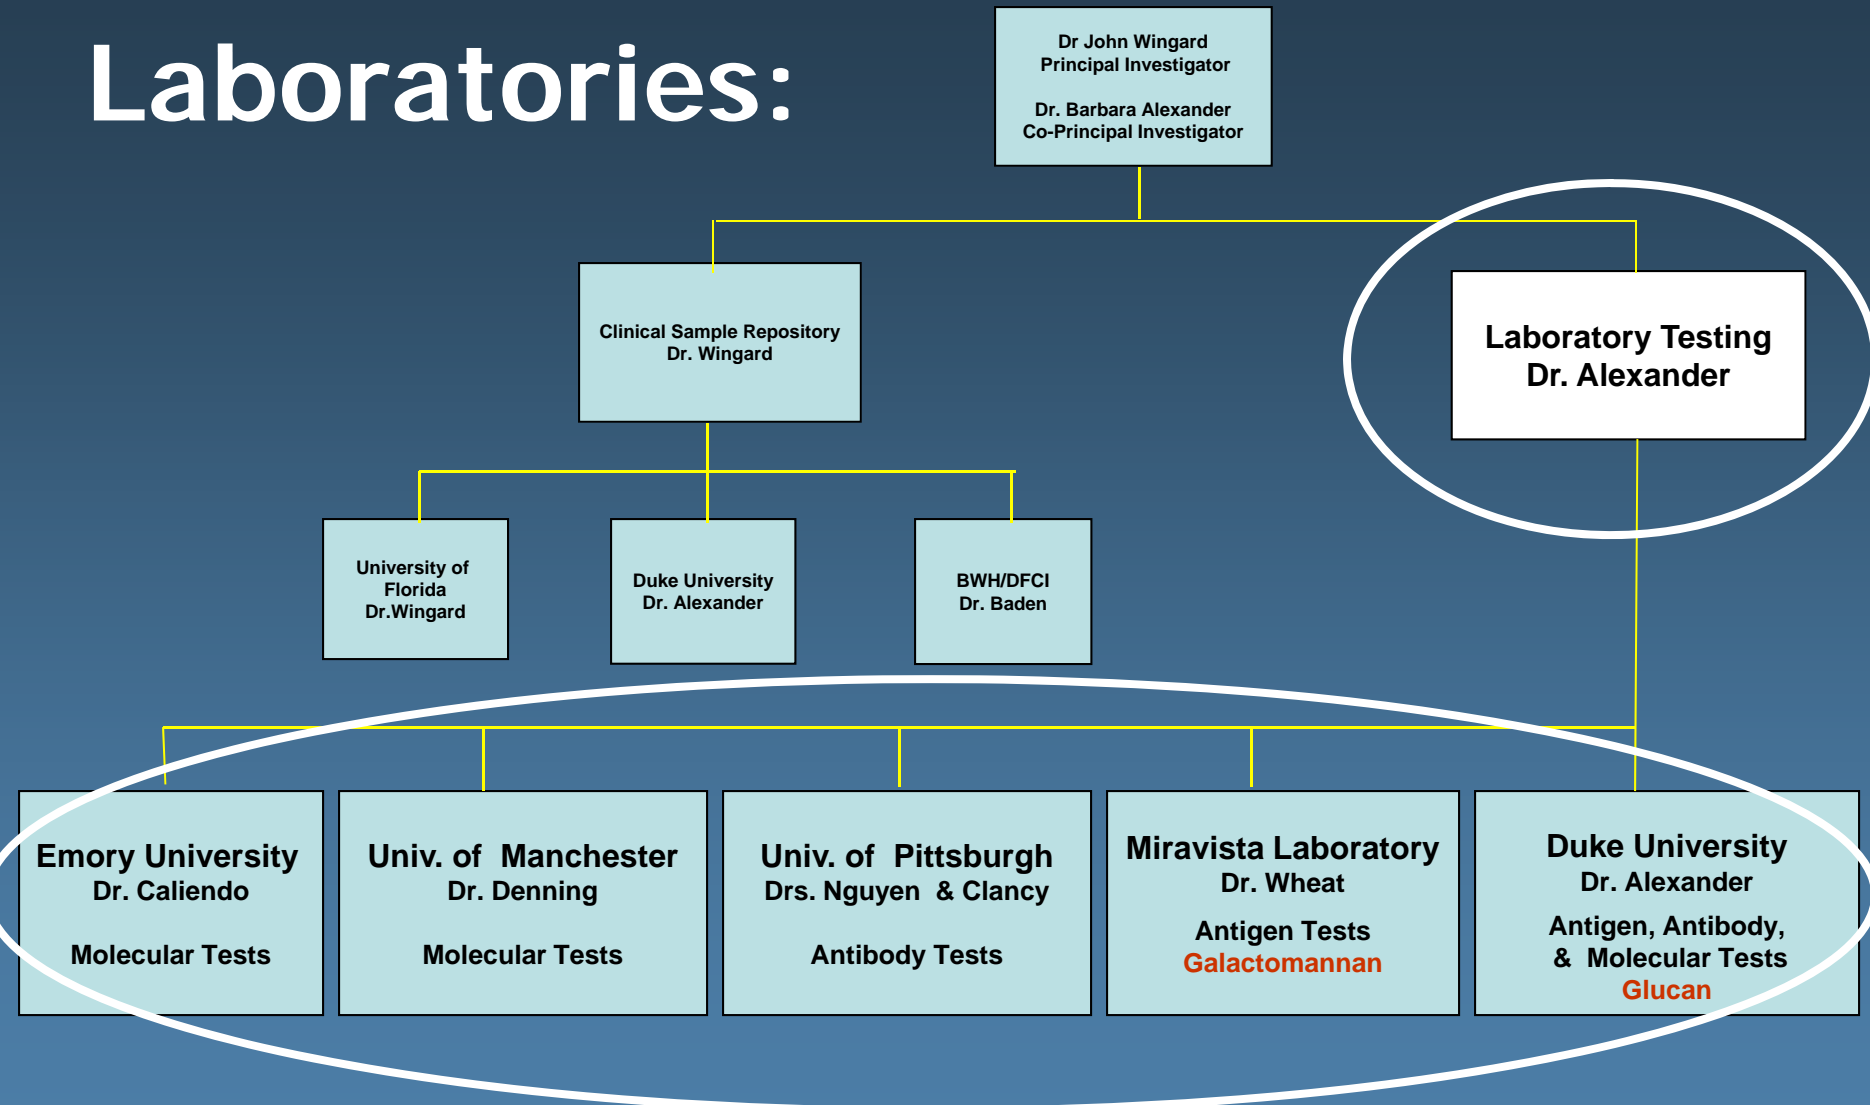 Laboratories:
Dr John Wingard
Principal Investigator
Dr. Barbara Alexander
Co-Principal Investigator
Clinical Sample Repository
Dr. Wingard
Laboratory Testing
Dr. Alexander
University of
Florida
Dr.Wingard
Duke University
Dr. Alexander
BWH/DFCI
Dr. Baden
Emory University
Dr. Caliendo
Molecular Tests
Univ. of Manchester
Dr. Denning
Molecular Tests
Univ. of Pittsburgh
Drs. Nguyen & Clancy
Antibody Tests
Miravista Laboratory
Dr. Wheat
Antigen Tests
Galactomannan
Duke University
Dr. Alexander
Antigen, Antibody,
& Molecular Tests
Glucan